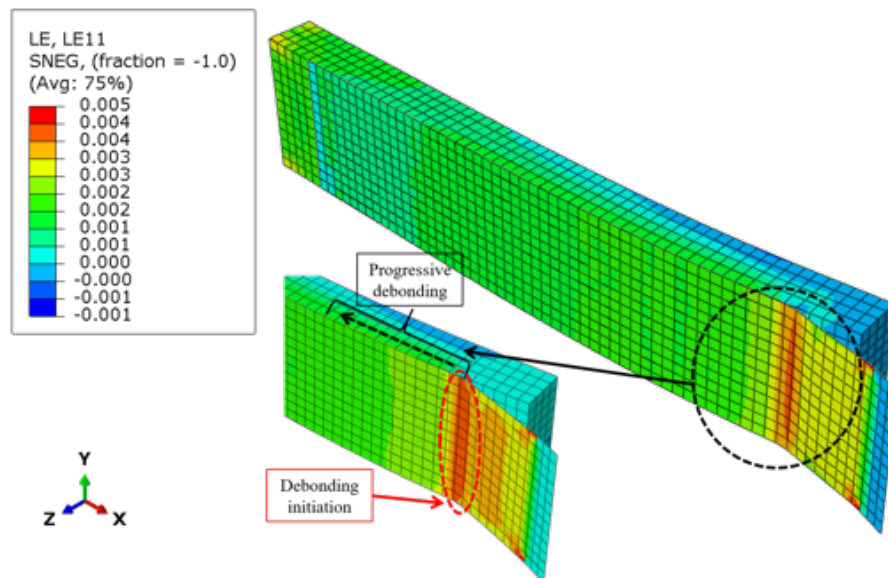 LE, LE11
SNEG, (fraction = -1.0)
(Avg: 75%)
0.005
0.004
0.004
0.003
0.003
0.002
0.002
0.001
0.001
0.000
-0.000
-0.001
-0.001
Progressive
debonding
Debonding
initiation
Y
Z
X